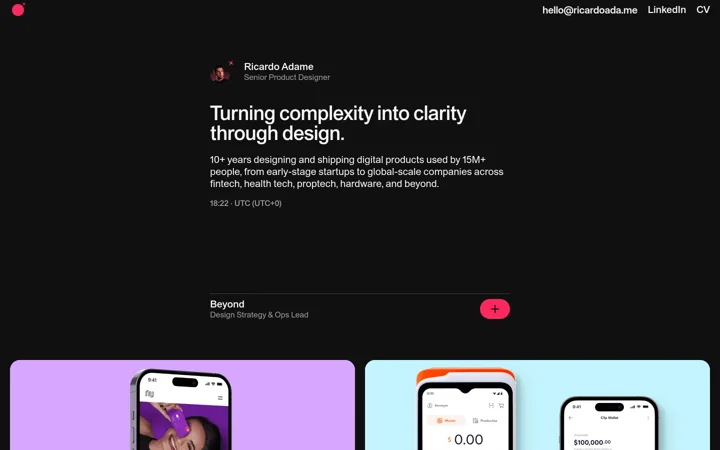 hello@ricardoada.me LinkedIn CV
Ricardo Adame
Senior Product Designer
Turning complexity into clarity
through design.
10+ years designing and shipping digital products used by 15M+
people, from early-stage startups to global-scale companies across
fintech, health tech, proptech, hardware, and beyond.
18:22 · UTC (UTC+0)
Beyond
Design Strategy & Ops Lead
+
9:41
nu
9:41
Clip Wallet
$100,000.00
$ 0.00